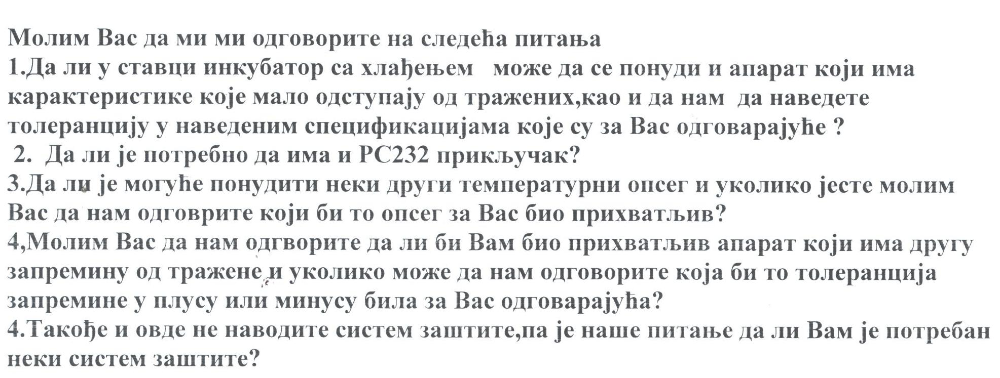 Молим Вас да ми ми одговорите на следећа питања
1.Да ли у ставци инкубатор са хлађењем може да се понуди и апарат који има
карактеристике које мало одступају од тражених,као и да нам да наведете
толеранцију у наведеним спецификацијама које су за Вас одговарајуће ?
2. Да ли је потребно да има и РС232 прикључак?
3.Да ли је могуће понудити неки други температурни опсег и уколико јесте молим
Вас да нам одговрите који би то опсег за Вас био прихватљив?
4,Молим Вас да нам одгворите да ли би Вам био прихватљив апарат који има другу
запремину од тражене и уколико може да нам одговорите која би то толеранција
запремине у плусу или минусу била за Вас одговарајућа?
4.Такође и овде не наводите систем заштите,па је наше питање да ли Вам је потребан
неки систем заштите?